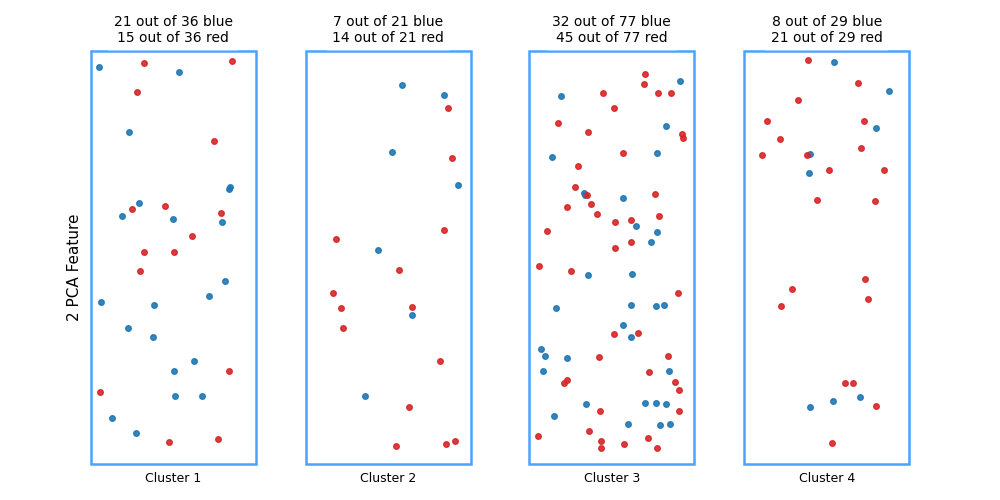 21 out of 36 blue
15 out of 36 red
7 out of 21 blue
14 out of 21 red
32 out of 77 blue
45 out of 77 red
8 out of 29 blue
21 out of 29 red
2 PCA Feature
Cluster 1
Cluster 2
Cluster 3
Cluster 4